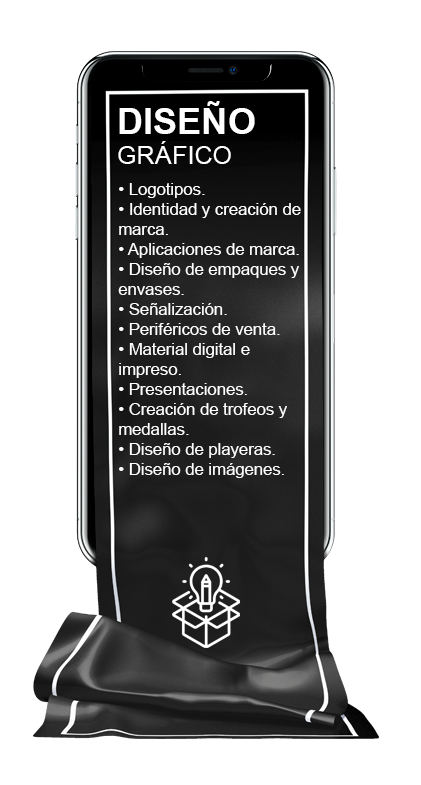 DISEÑO
GRÁFICO
• Logotipos.
• Identidad y creación de
marca.
• Aplicaciones de marca.
• Diseño de empaques y
envases.
• Señalización.
• Periféricos de venta.
• Material digital e
impreso.
• Presentaciones.
• Creación de trofeos y
medallas.
• Diseño de playeras.
• Diseño de imágenes.